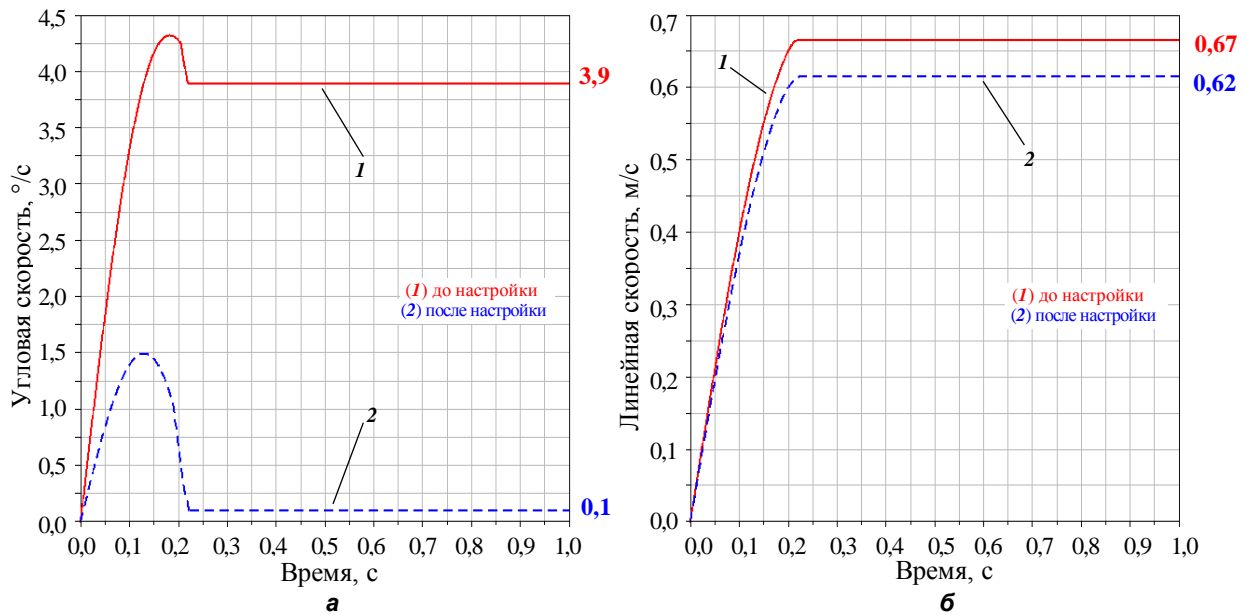 4,5
4,0
3,5
3,0
2,5
2,0
1,5
1,0
0,5
0,0
Угловая скорость, °/с
3,9
1
(1) до настройки
(2) после настройки
2
0,1
0,0 0,1 0,2 0,3 0,4 0,5 0,6 0,7 0,8 0,9 1,0
Время, с
а
0,7
0,6
0,5
0,4
0,3
0,2
0,1
0,0
Линейная скорость, м/с
0,67
1
0,62
2
(1) до настройки
(2) после настройки
0,0 0,1 0,2 0,3 0,4 0,5 0,6 0,7 0,8 0,9 1,0
Время, с
б